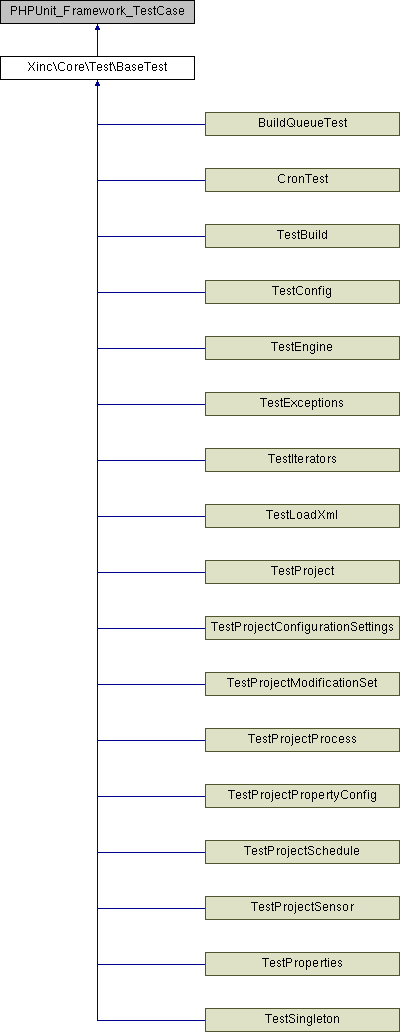 PHPUnit_Framework_TestCase
Xinc\Core\Test\BaseTest
BuildQueueTest
CronTest
TestBuild
TestConfig
TestEngine
TestExceptions
TestIterators
TestLoadXml
TestProject
TestProjectConfigurationSettings
TestProjectModificationSet
TestProjectProcess
TestProjectPropertyConfig
TestProjectSchedule
TestProjectSensor
TestProperties
TestSingleton